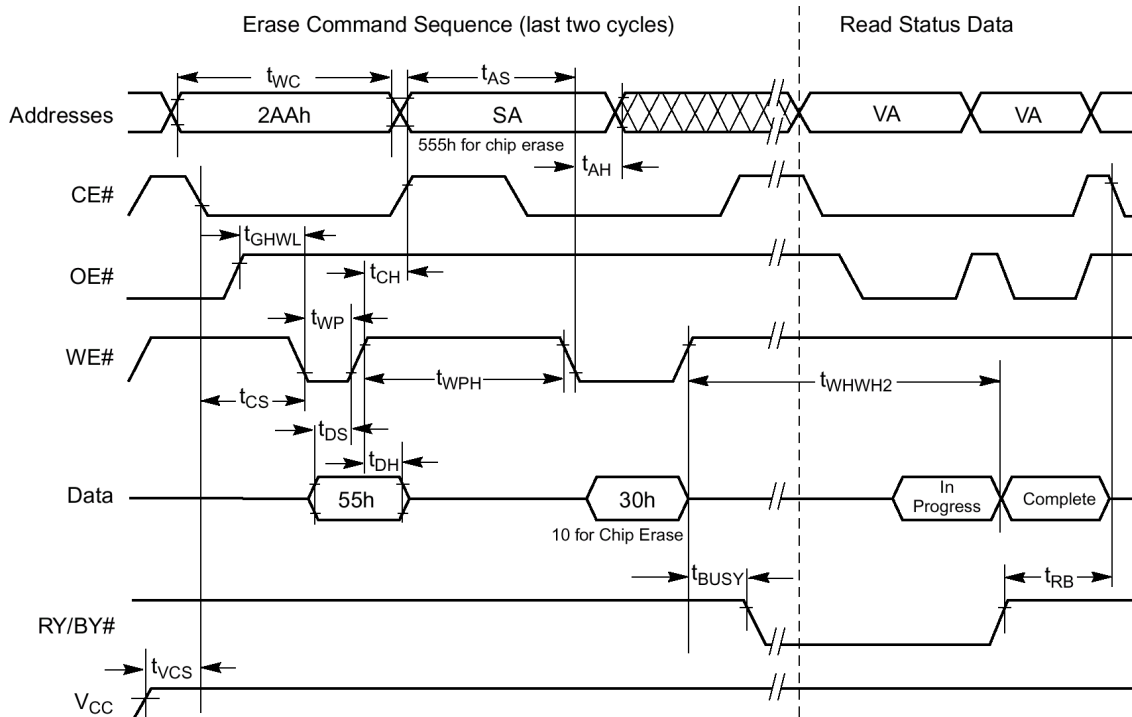 Erase Command Sequence (last two cycles)
Read Status Data
tWC
tAS
Addresses
2AAh
SA
VA
VA
555h for chip erase
tAH
CE#
tGHWL
OE#
tCH
tWP
WE#
tWPH
tWHWH2
tCS
tDS
tDH
Data
55h
30h
In
Progress
Complete
10 for Chip Erase
tBUSY
tRB
RY/BY#
tVCS
VCC